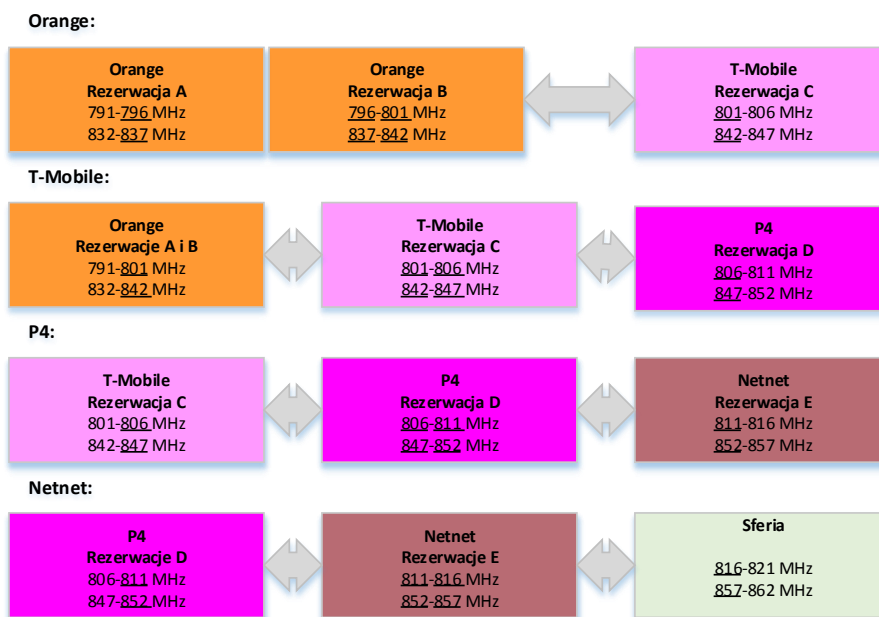 Orange:
Orange
Rezerwacja A
791-796 MHz
832-837 MHz
Orange
Rezerwacja B
796-801 MHz
837-842 MHz
T-Mobile
Rezerwacja C
801-806 MHz
842-847 MHz
T-Mobile:
Orange
Rezerwacje A i B
791-801 MHz
832-842 MHz
T-Mobile
Rezerwacja C
801-806 MHz
842-847 MHz
P4
Rezerwacja D
806-811 MHz
847-852 MHz
P4:
T-Mobile
Rezerwacja C
801-806 MHz
842-847 MHz
P4
Rezerwacja D
806-811 MHz
847-852 MHz
Netnet
Rezerwacja E
811-816 MHz
852-857 MHz
Netnet:
P4
Rezerwacje D
806-811 MHz
847-852 MHz
Netnet
Rezerwacje E
811-816 MHz
852-857 MHz
Sferia
816-821 MHz
857-862 MHz